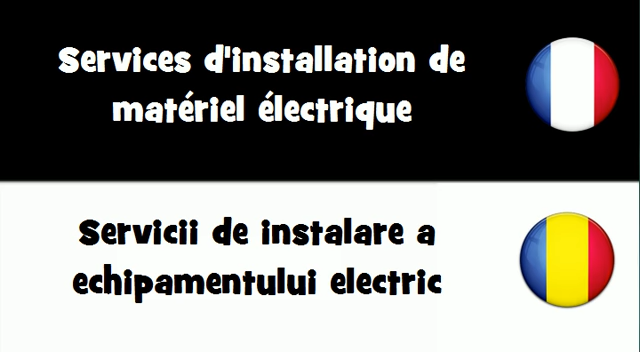 Services d'installation de
matériel électrique
Servicii de instalare a
echipamentului electric